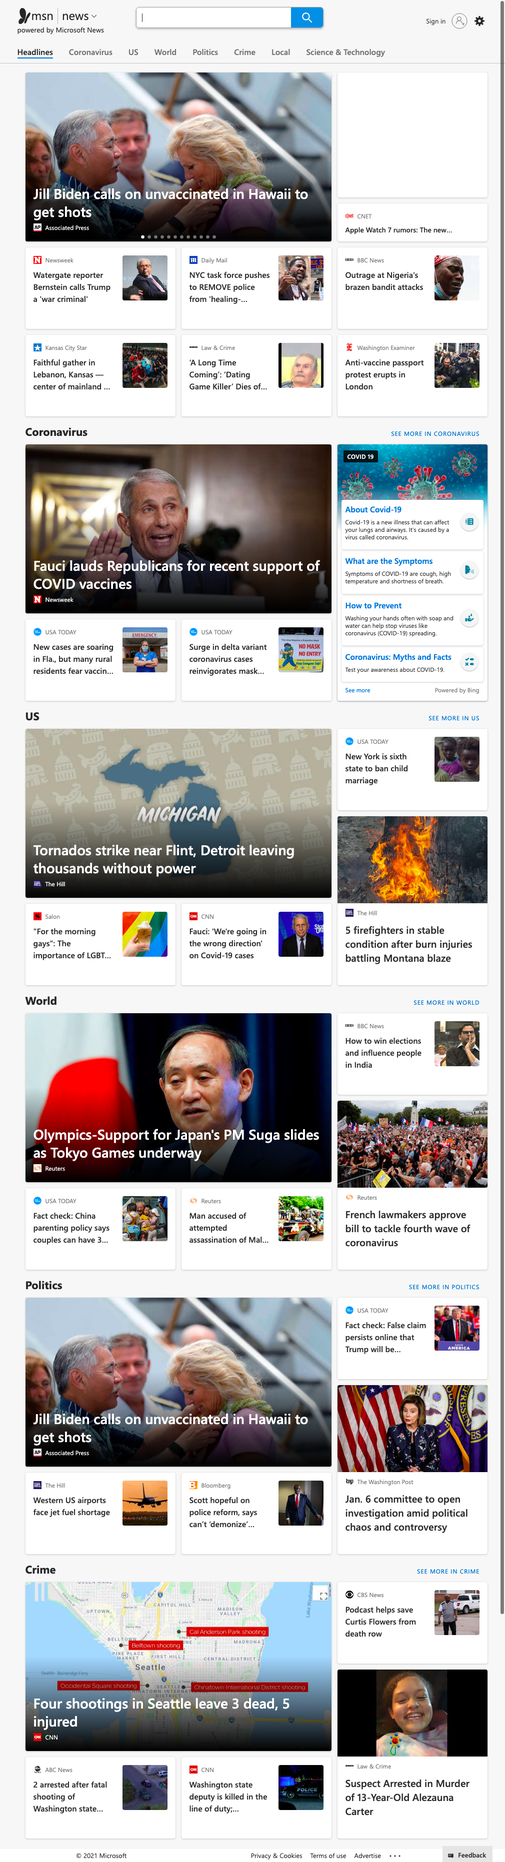 msn | news
powered by Microsoft News
Sign in
Headlines
Coronavirus
US
World
Politics
Crime
Local
Science & Technology
Jill Biden calls on unvaccinated in Hawaii to
get shots
Associated Press
CNET
Apple Watch 7 rumors: The new...
Newsweek
Watergate reporter
Bernstein calls Trump
a 'war criminal'
Daily Mail
NYC task force pushes
to REMOVE police
from 'healing-...
BBC News
Outrage at Nigeria's
brazen bandit attacks
Kansas City Star
Faithful gather in
Lebanon, Kansas —
center of mainland ...
Law & Crime
'A Long Time
Coming': 'Dating
Game Killer' Dies of...
Washington Examiner
Anti-vaccine passport
protest erupts in
London
Coronavirus
SEE MORE IN CORONAVIRUS
Fauci lauds Republicans for recent support of
COVID vaccines
Newsweek
COVID 19
About Covid-19
Covid-19 is a new illness that can affect
your lungs and airways. It's caused by a
virus called coronavirus.
What are the Symptoms
Symptoms of COVID-19 are cough, high
temperature and shortness of breath.
How to Prevent
Washing your hands often with soap and
water can help stop viruses like
coronavirus (COVID-19) spreading.
Coronavirus: Myths and Facts
Test your awareness about COVID-19.
See more
Powered by Bing
USA TODAY
New cases are soaring
in Fla., but many rural
residents fear vaccin...
EMERGENCY
USA TODAY
Surge in delta variant
coronavirus cases
reinvigorates mask...
NO MASK
NO ENTRY
US
SEE MORE IN US
MICHIGAN
Tornados strike near Flint, Detroit leaving
thousands without power
The Hill
USA TODAY
New York is sixth
state to ban child
marriage
The Hill
5 firefighters in stable
condition after burn injuries
battling Montana blaze
Salon
"For the morning
gays": The
importance of LGBT...
CNN
Fauci: 'We're going in
the wrong direction'
on Covid-19 cases
World
SEE MORE IN WORLD
Olympics-Support for Japan's PM Suga slides
as Tokyo Games underway
Reuters
BBC News
How to win elections
and influence people
in India
Reuters
French lawmakers approve
bill to tackle fourth wave of
coronavirus
USA TODAY
Fact check: China
parenting policy says
couples can have 3...
Reuters
Man accused of
attempted
assassination of Mal...
Politics
SEE MORE IN POLITICS
Jill Biden calls on unvaccinated in Hawaii to
get shots
Associated Press
USA TODAY
Fact check: False claim
persists online that
Trump will be...
AMERICA
The Washington Post
Jan. 6 committee to open
investigation amid political
chaos and controversy
The Hill
Western US airports
face jet fuel shortage
Bloomberg
Scott hopeful on
police reform, says
can't 'demonize'...
Crime
SEE MORE IN CRIME
UPTOWN
Cal Anderson Park shooting
BELLTOWN
Belltown shooting
PIKE PLACE MARKET
FIRST HILL
MADRONA
CENTRAL DISTRICT
Seattle
Occidental Square shooting
Chinatown International District shooting
Four shootings in Seattle leave 3 dead, 5
injured
CNN
CBS News
Podcast helps save
Curtis Flowers from
death row
Law & Crime
Suspect Arrested in Murder
of 13-Year-Old Alezauna
Carter
ABC News
2 arrested after fatal
shooting of
Washington state...
CNN
Washington state
deputy is killed in the
line of duty;...
POLICE
© 2021 Microsoft
Privacy & Cookies
Terms of use
Advertise
Feedback